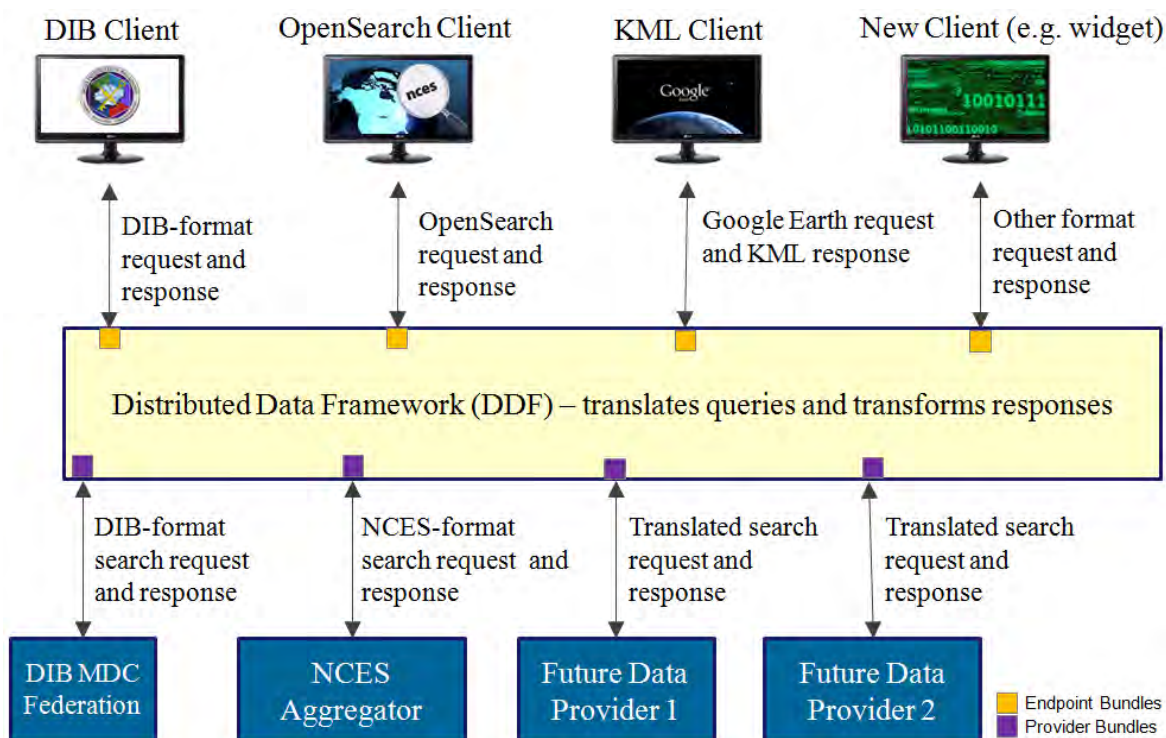 DIB Client
OpenSearch Client
KML Client
New Client (e.g. widget)
nces
Google
10010111
10101100110010
DIB-format
request and
response
OpenSearch
request and
response
Google Earth request
and KML response
Other format
request and
response
Distributed Data Framework (DDF) – translates queries and transforms responses
DIB-format
search request
and response
NCES-format
search request and
response
Translated search
request and
response
Translated search
request and
response
DIB MDC
Federation
NCES
Aggregator
Future Data
Provider 1
Future Data
Provider 2
Endpoint Bundles
Provider Bundles